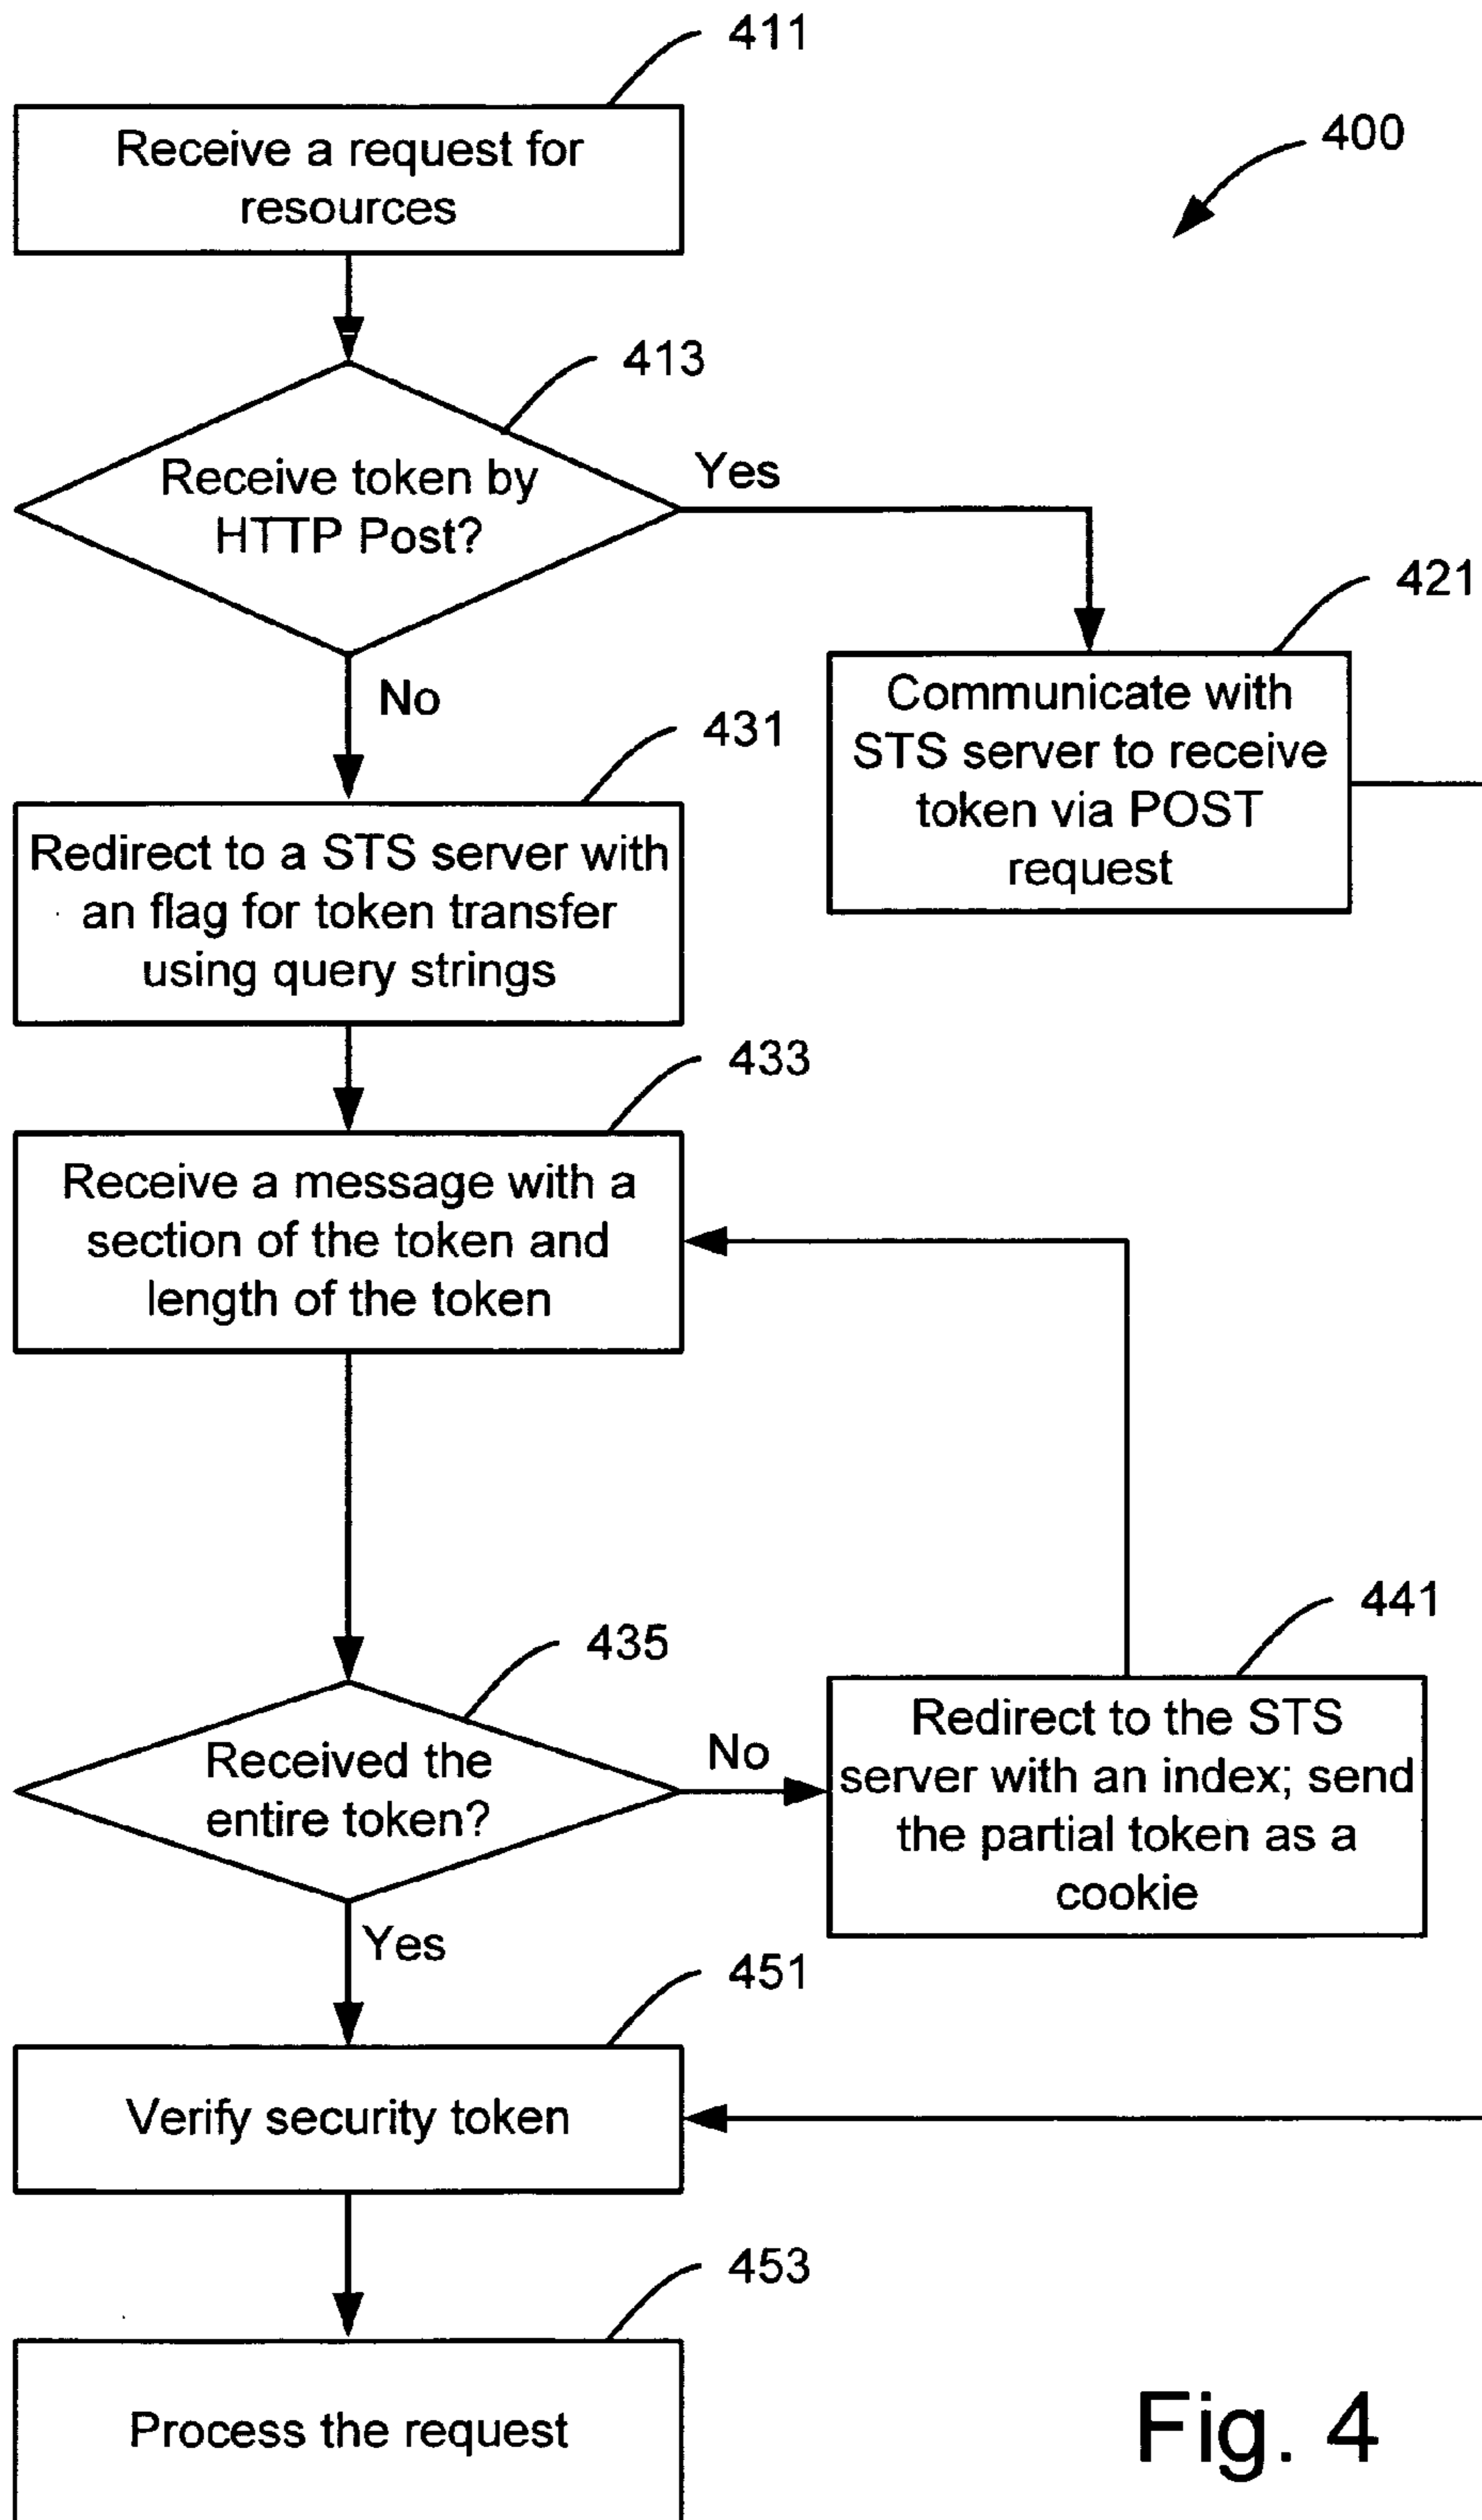 411
Receive a request for
resources
400
413
Receive token by
HTTP Post?
Yes
421
Communicate with
STS server to receive
token via POST
request
No
431
Redirect to a STS server with
an flag for token transfer
using query strings
433
Receive a message with a
section of the token and
length of the token
435
Received the
entire token?
No
441
Redirect to the STS
server with an index; send
the partial token as a
cookie
Yes
451
Verify security token
453
Process the request
Fig. 4